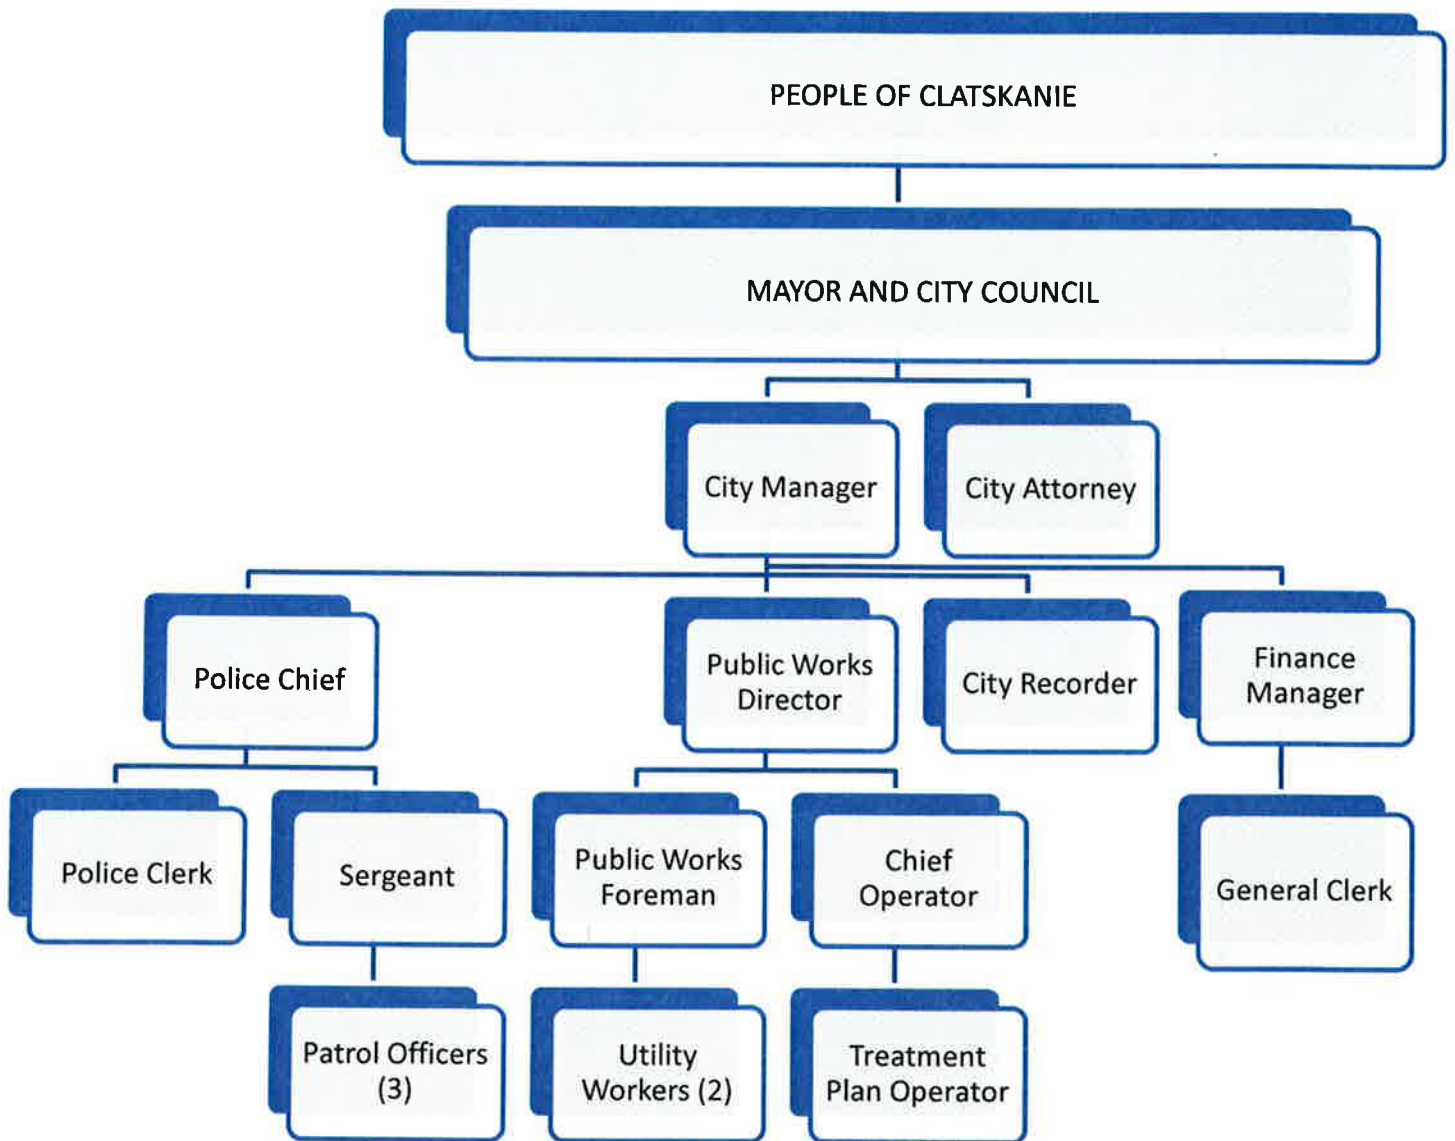 PEOPLE OF CLATSKANIE
MAYOR AND CITY COUNCIL
City Manager
City Attorney
Police Chief
Public Works
Director
City Recorder
Finance
Manager
Police Clerk
Sergeant
Public Works
Foreman
Chief
Operator
General Clerk
Patrol Officers
(3)
Utility
Workers (2)
Treatment
Plan Operator